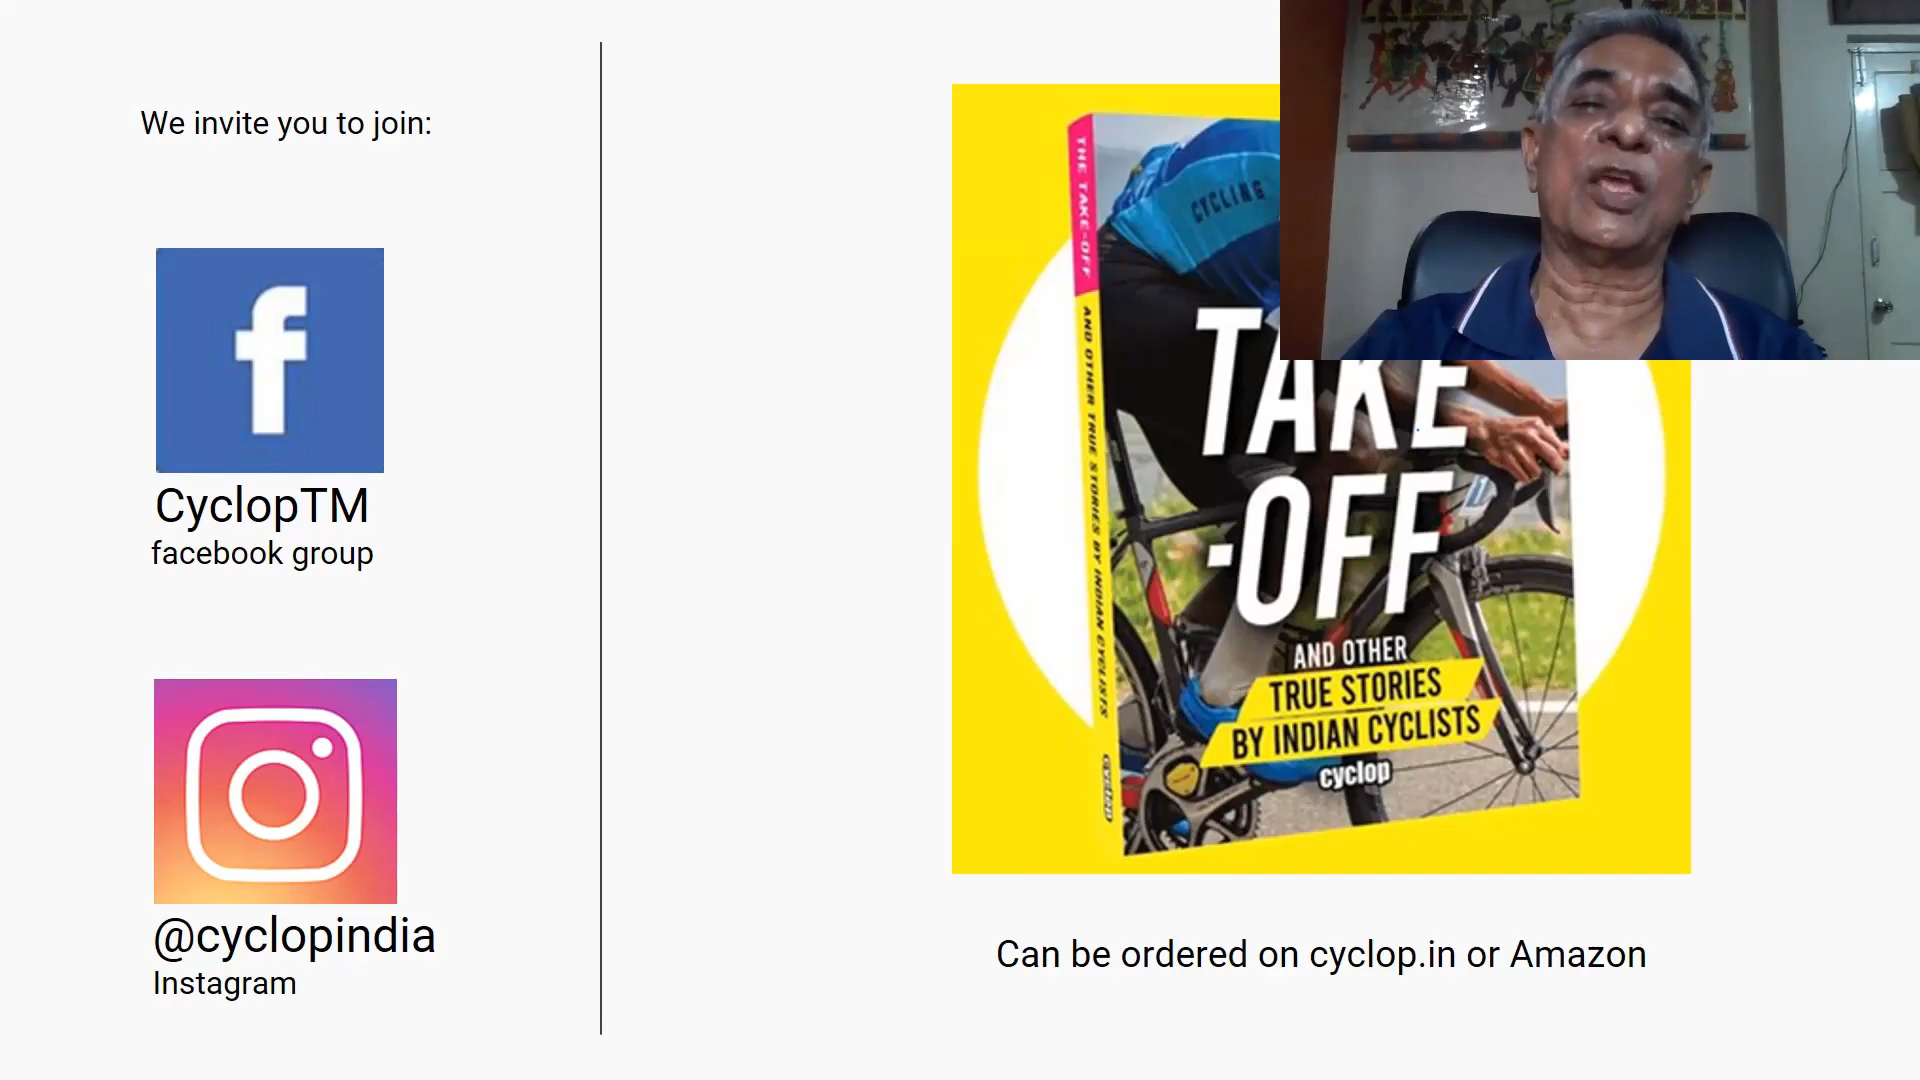 We invite you to join:
CyclopTM
facebook group
@cyclopindia
Instagram
THE TAKE-OFF AND OTHER TRUE STORIES BY INDIAN CYCLISTS cyclop
CYCLING
TAKE
-OFF
AND OTHER
TRUE STORIES
BY INDIAN CYCLISTS
cyclop
Can be ordered on cyclop.in or Amazon